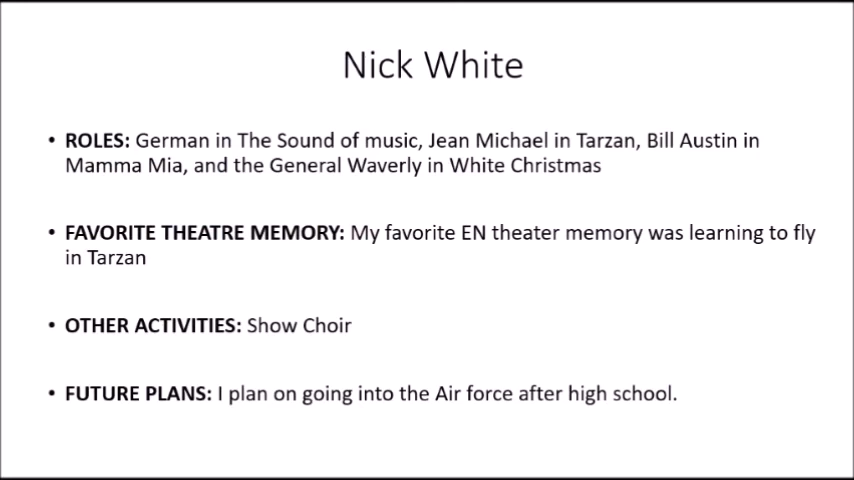 Nick White
• ROLES: German in The Sound of music, Jean Michael in Tarzan, Bill Austin in
Mamma Mia, and the General Waverly in White Christmas
• FAVORITE THEATRE MEMORY: My favorite EN theater memory was learning to fly
in Tarzan
• OTHER ACTIVITIES: Show Choir
• FUTURE PLANS: I plan on going into the Air force after high school.